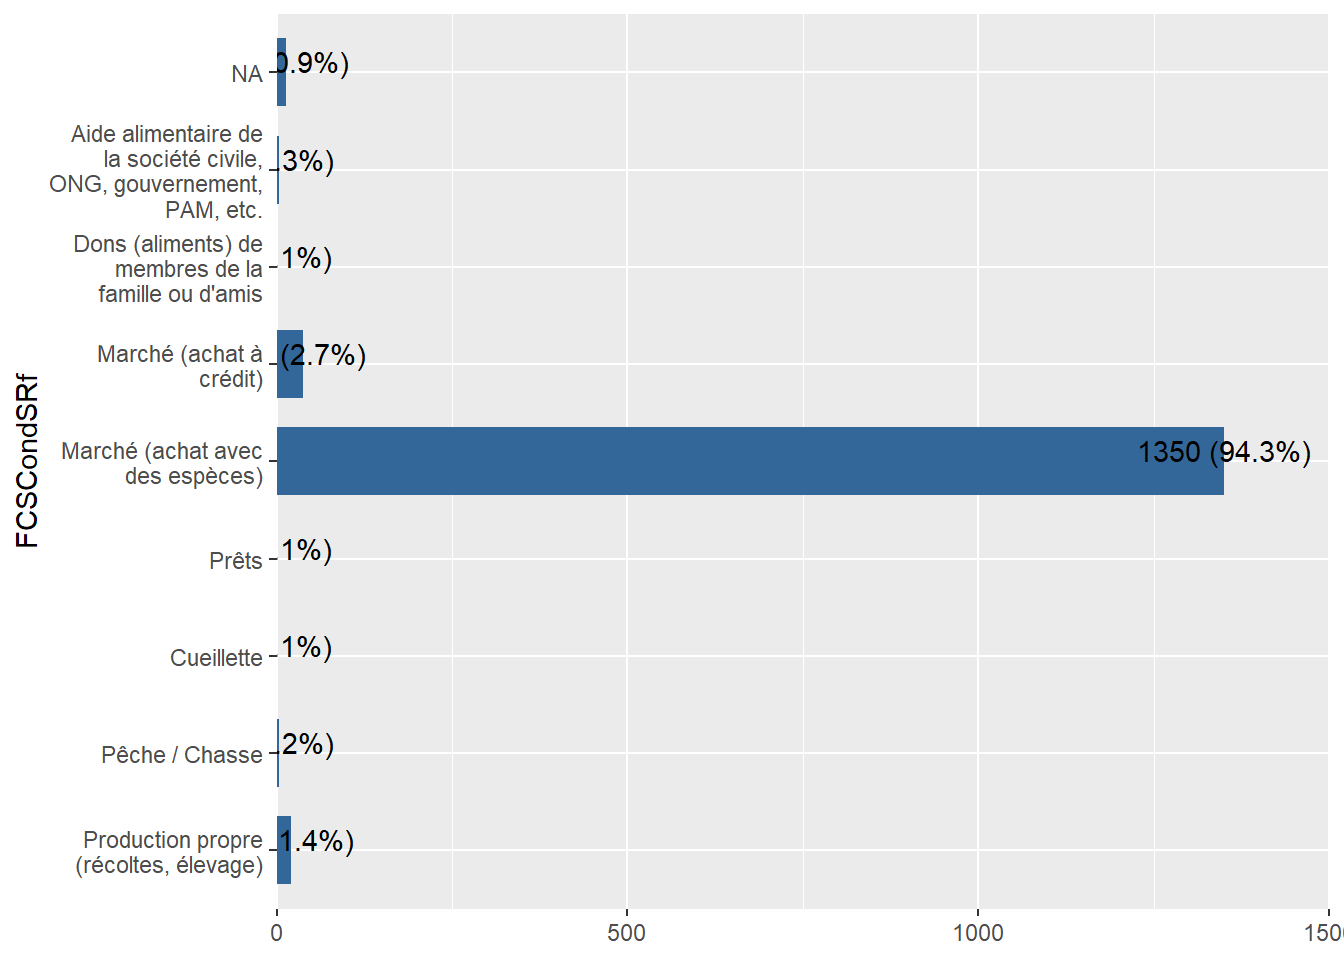 FCSCondSRf
NA
0.9%)
Aide alimentaire de
la société civile,
ONG, gouvernement,
PAM, etc.
.3%)
Dons (aliments) de
membres de la
famille ou d'amis
1%)
Marché (achat à
crédit)
(2.7%)
Marché (achat avec
des espèces)
1350 (94.3%)
Prêts
1%)
Cueillette
1%)
Pêche / Chasse
.2%)
Production propre
(récoltes, élevage)
1.4%)
0 500 1000 150